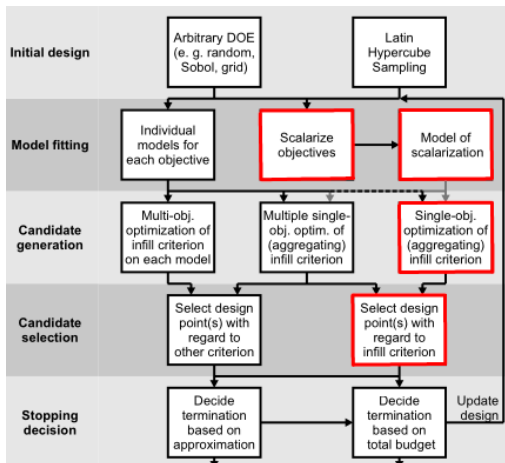 Initial design
Arbitrary DOE
(e. g. random,
Sobol, grid)
Latin
Hypercube
Sampling
Model fitting
Individual
models for
each objective
Scalarize
objectives
Model of
scalarization
Candidate
generation
Multi-obj.
optimization of
infill criterion
on each model
Multiple single-
obj. optim. of
(aggregating)
infill criterion
Single-obj.
optimization of
(aggregating)
infill criterion
Candidate
selection
Select design
point(s) with
regard to
other criterion
Select design
point(s) with
regard to
infill criterion
Stopping
decision
Decide
termination
based on
approximation
Decide
termination
based on
total budget
Update
design